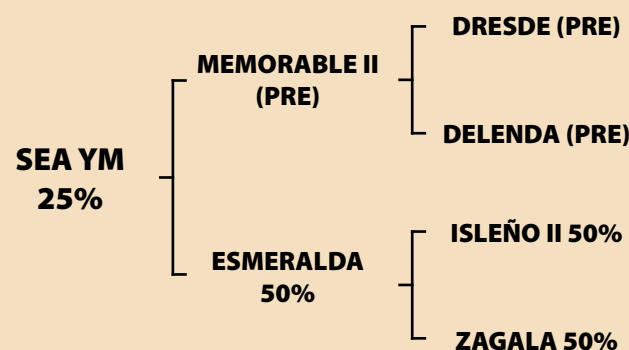 SEA YM
25%
MEMORABLE II
(PRE)
ESMERALDA
50%
DRESDE (PRE)
DELENDA (PRE)
ISLEÑO II 50%
ZAGALA 50%